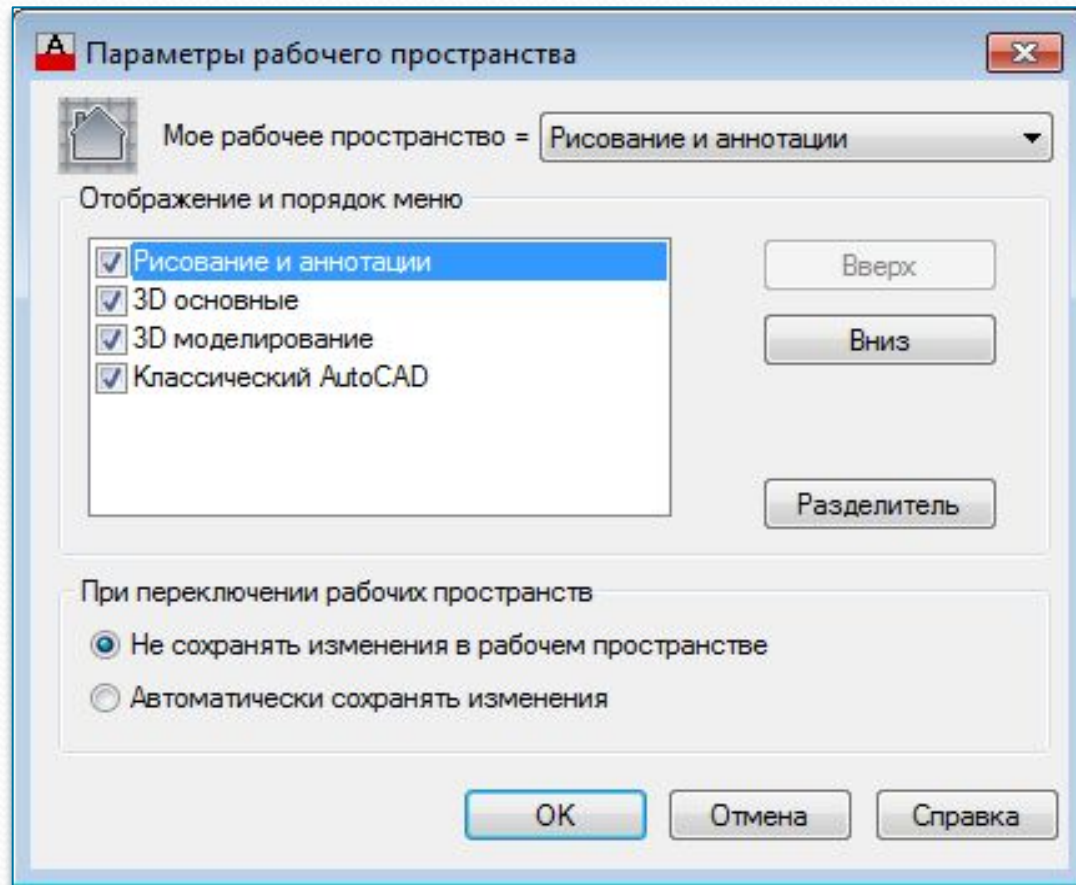 Параметры рабочего пространства
Мое рабочее пространство = Рисование и аннотации
Отображение и порядок меню
Рисование и аннотации
3D основные
3D моделирование
Классический AutoCAD
Вверх
Вниз
Разделитель
При переключении рабочих пространств
Не сохранять изменения в рабочем пространстве
Автоматически сохранять изменения
OK Отмена Справка